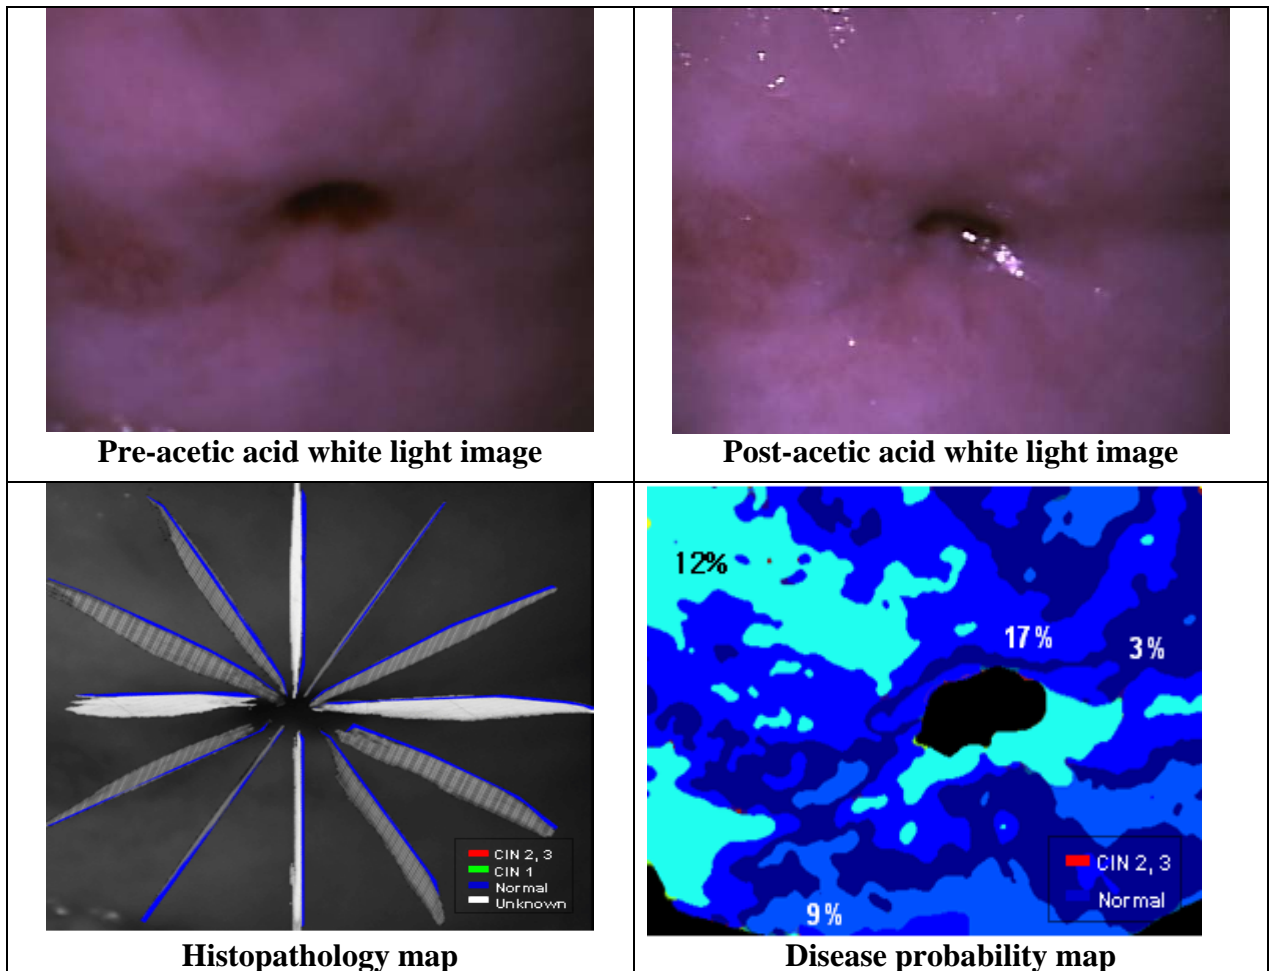 Pre-acetic acid white light image
Post-acetic acid white light image
CIN 2, 3
CIN 1
Normal
Unknown
Histopathology map
12%
17%
3%
9%
CIN 2, 3
Normal
Disease probability map